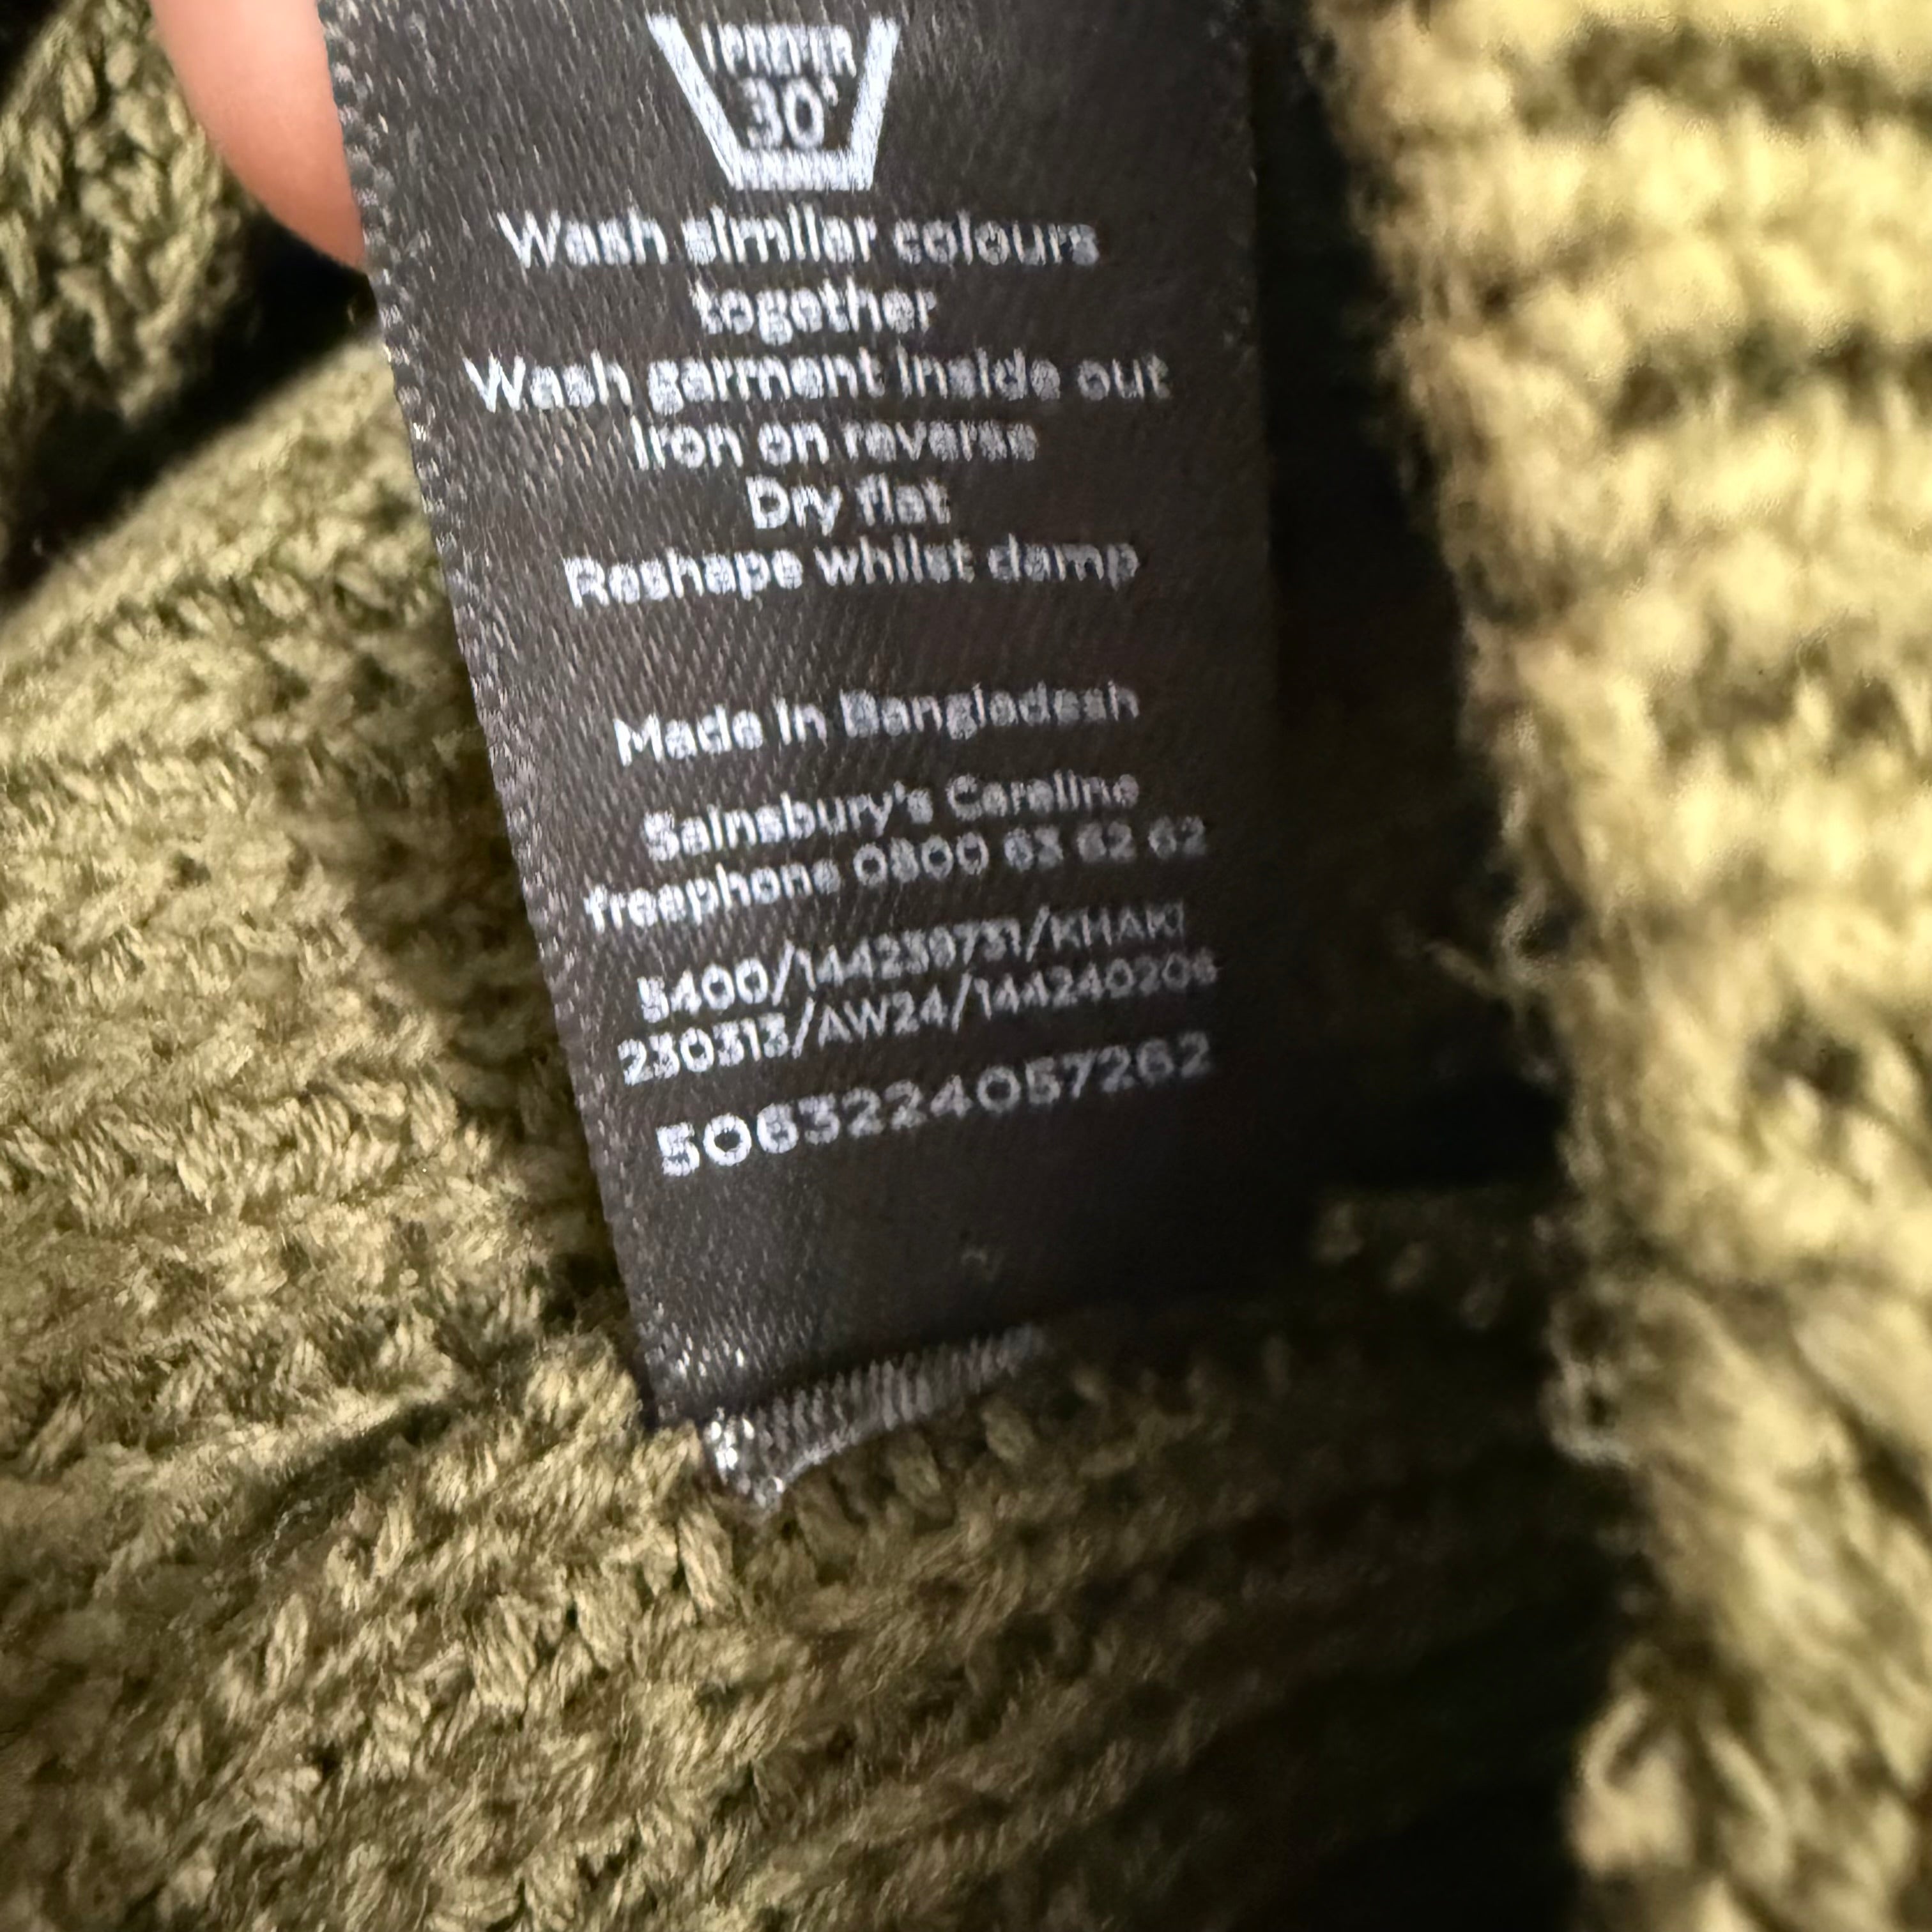 I PREFER
30°
Wash similar colours
together
Wash garment inside out
Iron on reverse
Dry flat
Reshape whilst damp
Made in Bangladesh
Sainsbury's Careline
freephone 0800 63 62 62
5400/144239731/KHAKI
230313/AW24/144240206
5063224057262